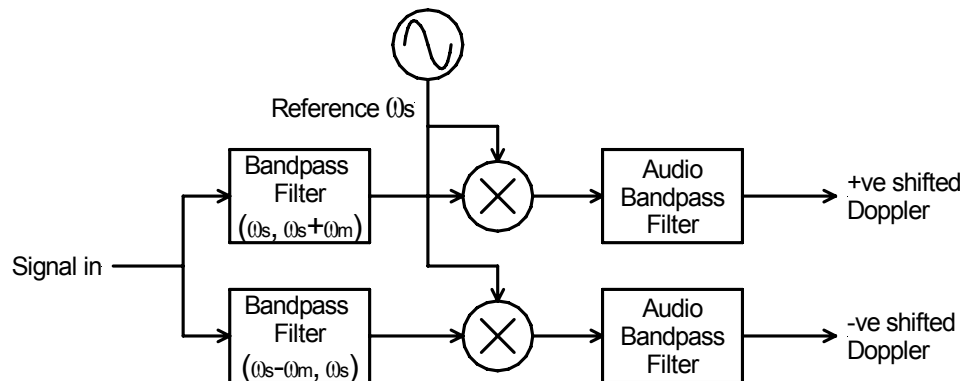 Reference ωs
Bandpass
Filter
(ωs, ωs+ωm)
Audio
Bandpass
Filter
+ve shifted
Doppler
Signal in
Bandpass
Filter
(ωs-ωm, ωs)
Audio
Bandpass
Filter
-ve shifted
Doppler